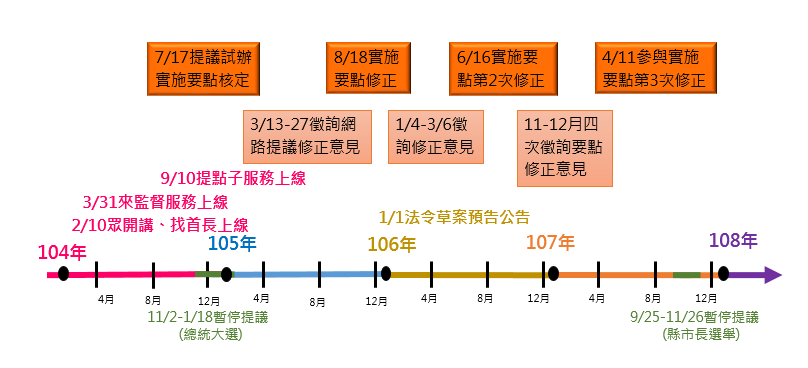 7/17提議試辦
實施要點核定
8/18實施
要點修正
6/16實施要
點第2次修正
4/11參與實施
要點第3次修正
3/13-27徵詢網
路提議修正意見
1/4-3/6徵
詢修正意見
11-12月四
次徵詢要點
修正意見
9/10提點子服務上線
3/31來監督服務上線
2/10眾開講、找首長上線
1/1法令草案預告公告
104年
105年
106年
107年
108年
4月
8月
12月
4月
8月
12月
4月
8月
12月
4月
8月
12月
11/2-1/18暫停提議
(總統大選)
9/25-11/26暫停提議
(縣市長選舉)